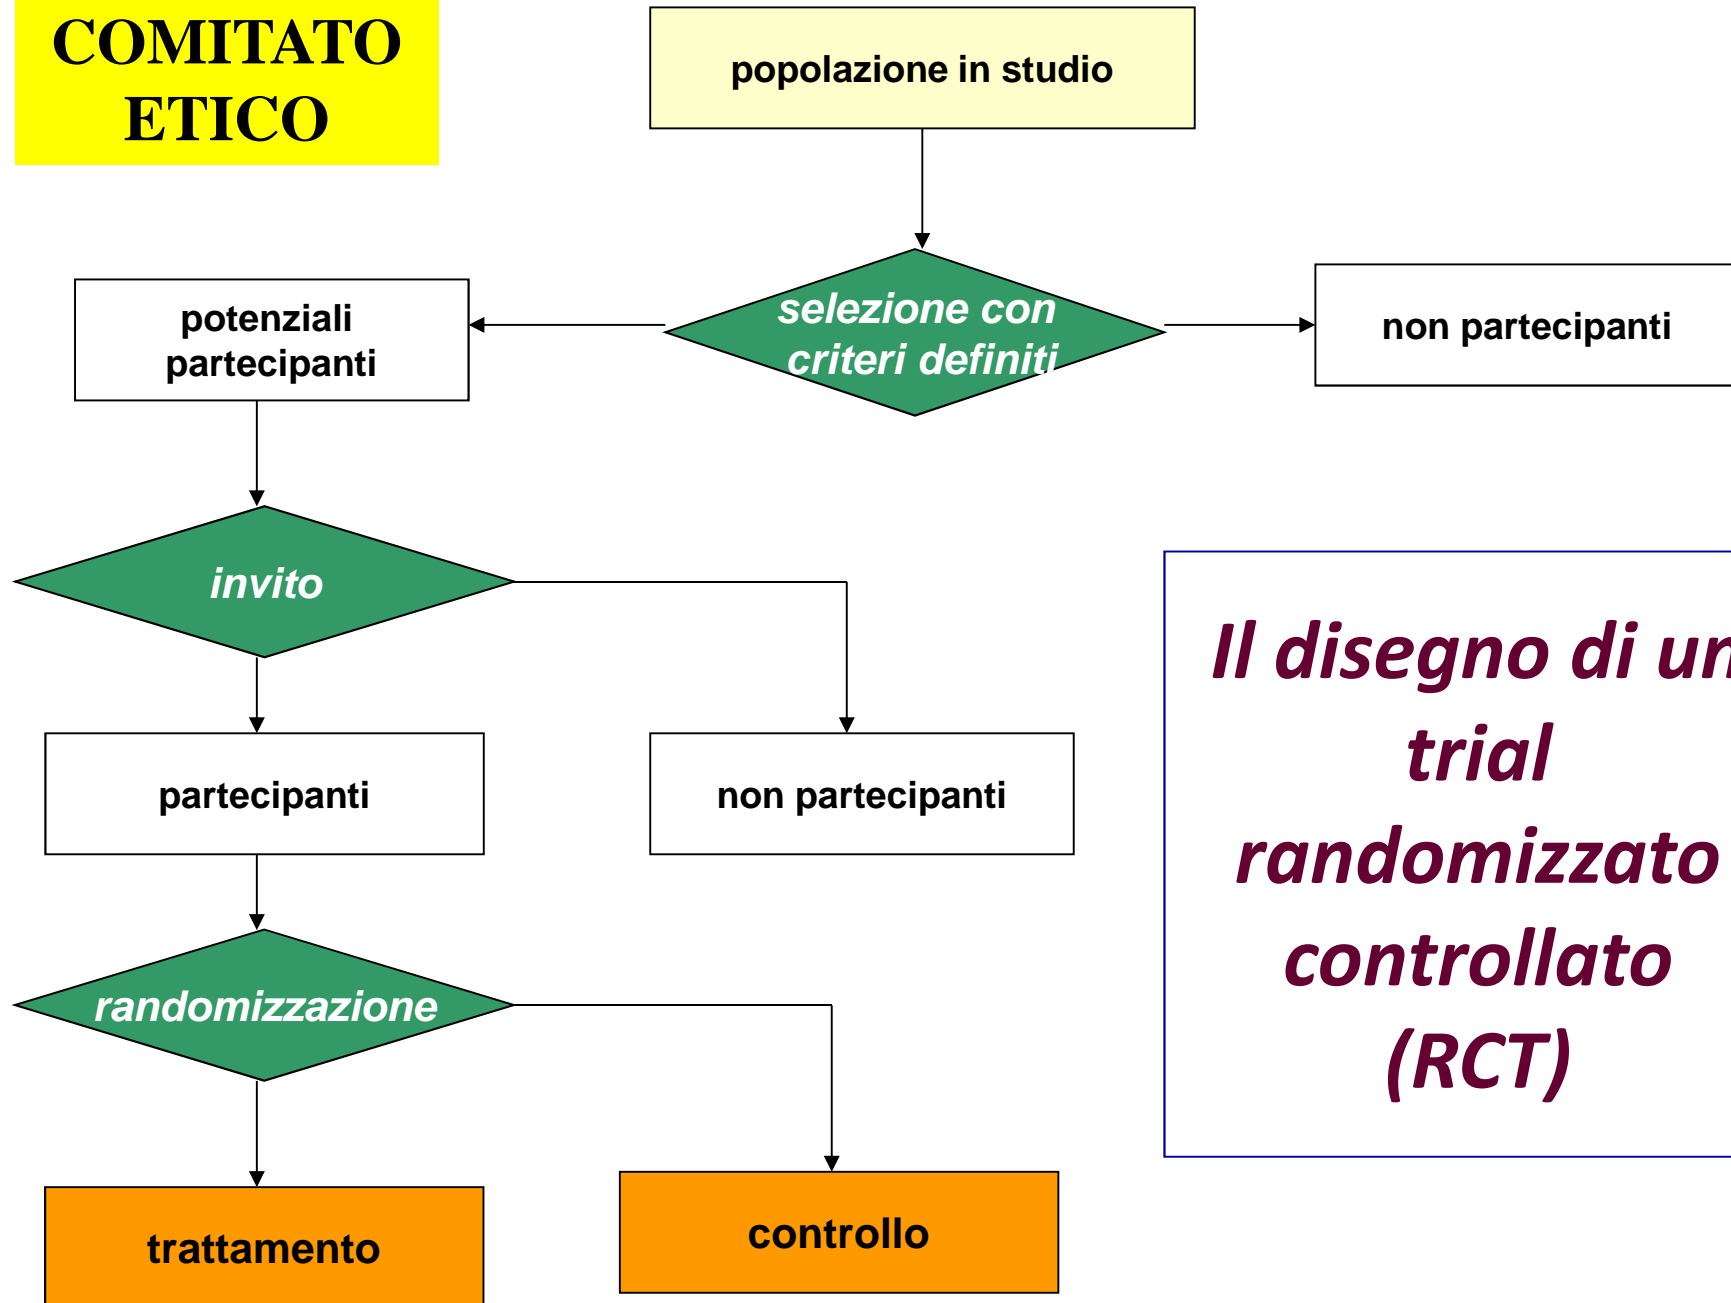 COMITATO
ETICO
popolazione in studio
selezione con
criteri definiti
potenziali
partecipanti
non partecipanti
invito
partecipanti
non partecipanti
randomizzazione
trattamento
controllo
Il disegno di un
trial
randomizzato
controllato
(RCT)